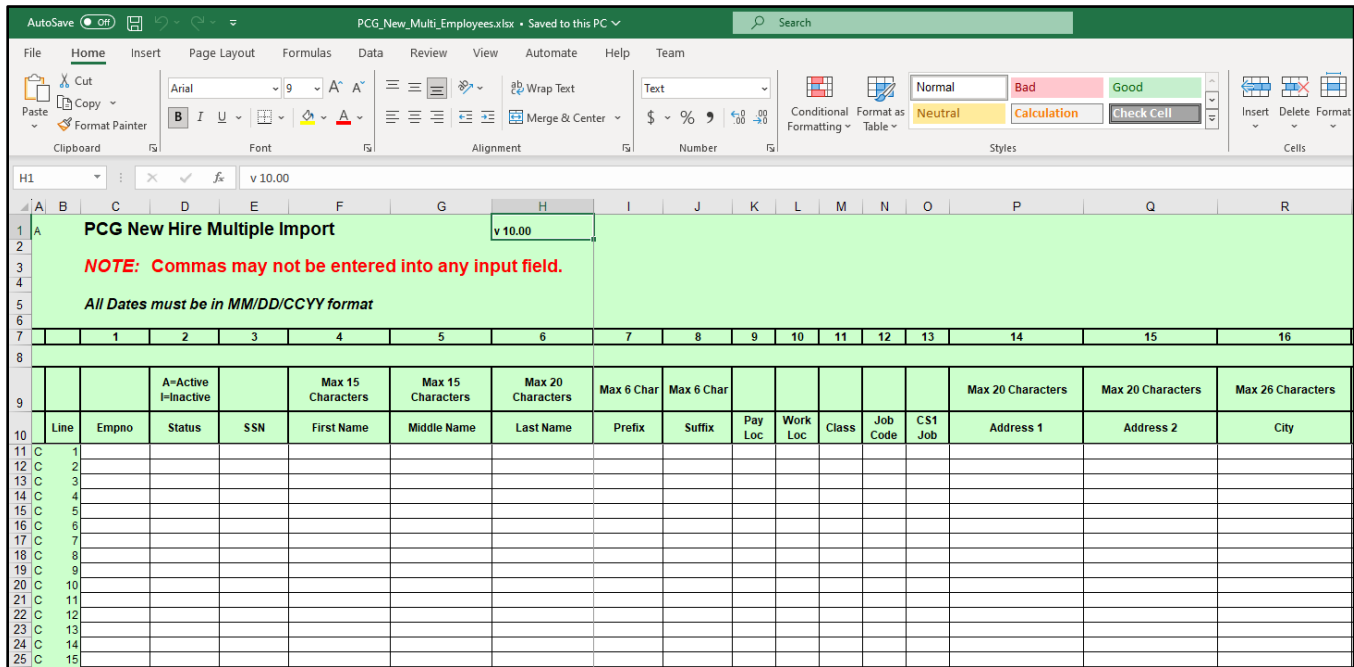 AutoSave Off PCG_New_Multi_Employees.xlsx • Saved to this PC Search
File Home Insert Page Layout Formulas Data Review View Automate Help Team
Paste Cut Copy Format Painter Arial 9 A^ A˅ Wrap Text Text Conditional Formatting Format as Table Normal Bad Good Insert Delete Format
B I U A Merge & Center $ % 9 Neutral Calculation Check Cell
Clipboard Font Alignment Number Styles Cells
H1 fx v 10.00
A B C D E F G H I J K L M N O P Q R
1 A PCG New Hire Multiple Import v 10.00
2
3 NOTE: Commas may not be entered into any input field.
4
5 All Dates must be in MM/DD/CCYY format
6
7 1 2 3 4 5 6 7 8 9 10 11 12 13 14 15 16
8
9 A=Active I=Inactive Max 15 Characters Max 15 Characters Max 20 Characters Max 6 Char Max 6 Char Max 20 Characters Max 20 Characters Max 26 Characters
10 Line Empno Status SSN First Name Middle Name Last Name Prefix Suffix Pay Loc Work Loc Class Job Code CS1 Job Address 1 Address 2 City
11 C 1
12 C 2
13 C 3
14 C 4
15 C 5
16 C 6
17 C 7
18 C 8
19 C 9
20 C 10
21 C 11
22 C 12
23 C 13
24 C 14
25 C 15